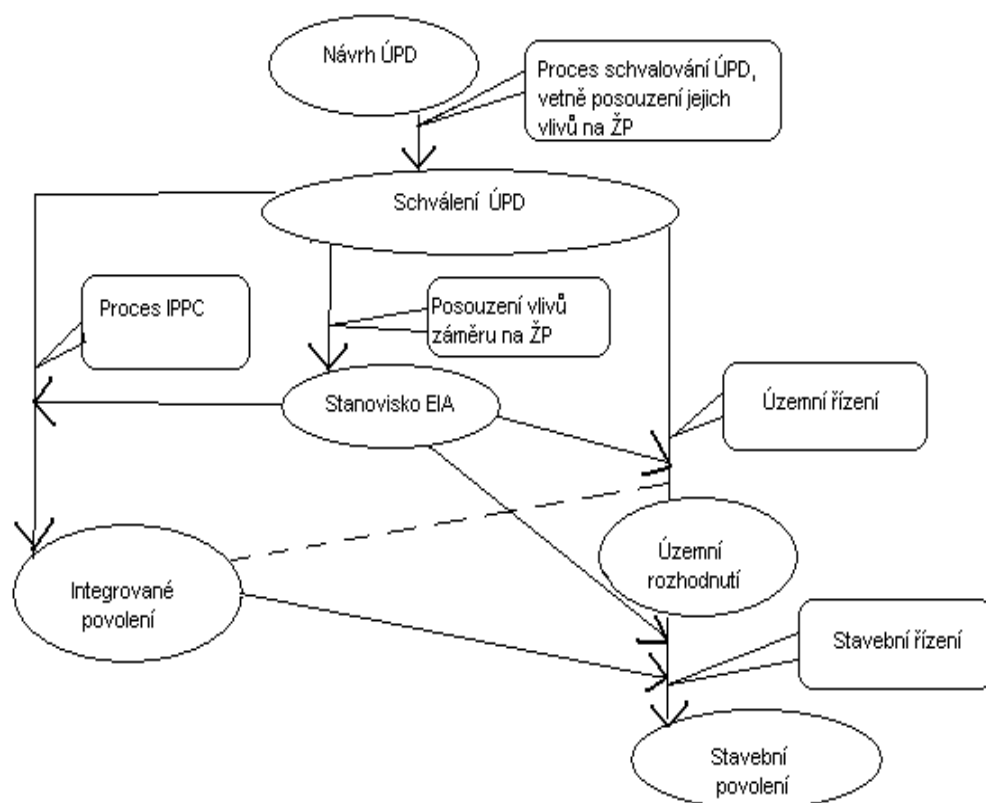 Návrh ÚPD
Proces schvalování ÚPD,
vetně posouzení jejich
vlivů na ŽP
Schválení ÚPD
Proces IPPC
Posouzení vlivů
záměru na ŽP
Stanovisko EIA
Územní řízení
Územní
rozhodnutí
Integrované
povolení
Stavební řízení
Stavební
povolení